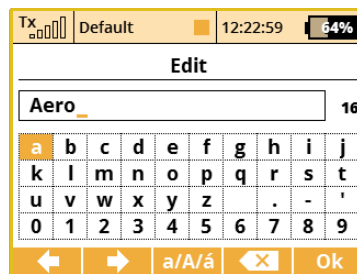 Tx Default 12:22:59 64%
Edit
Aero_ 16
a b c d e f g h i j
k l m n o p q r s t
u v w x y z . - '
0 1 2 3 4 5 6 7 8 9
a/A/á Ok